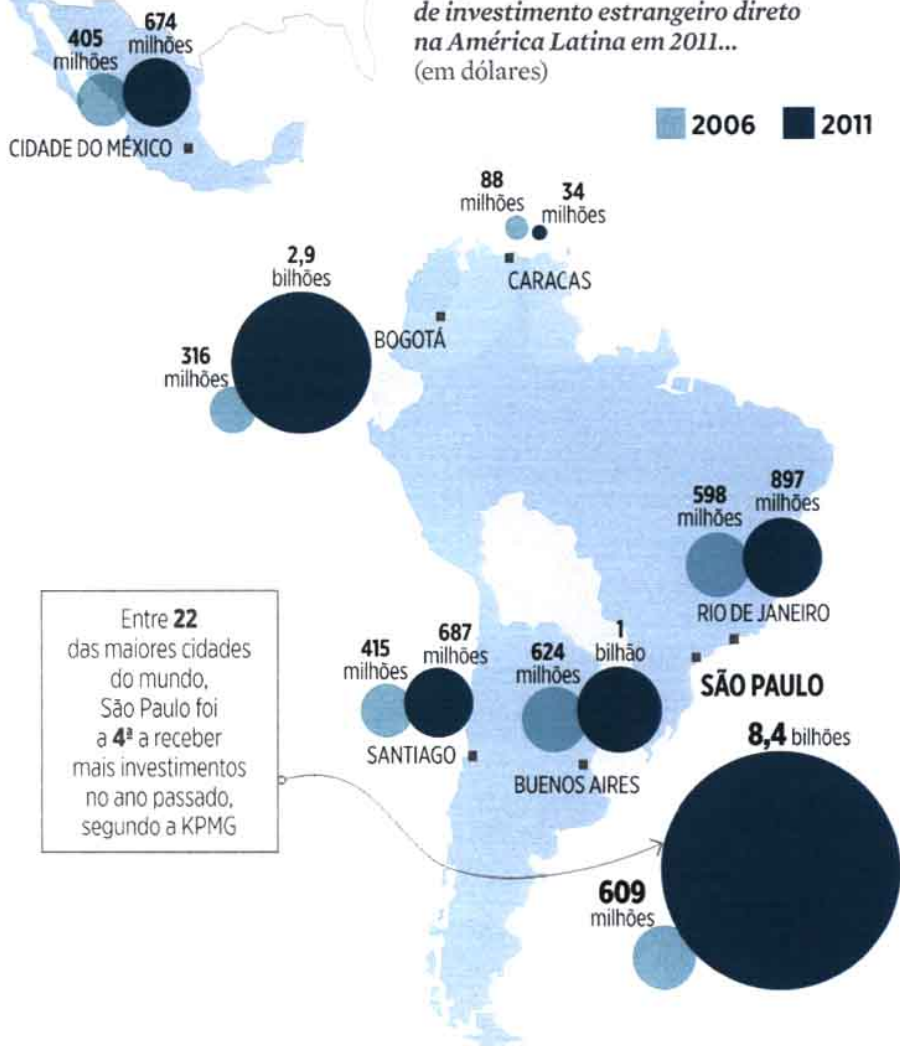 de investimento estrangeiro direto
na América Latina em 2011...
(em dólares)
2006
2011
405
milhões
674
milhões
CIDADE DO MÉXICO
88
milhões
34
milhões
CARACAS
2,9
bilhões
316
milhões
BOGOTÁ
598
milhões
897
milhões
RIO DE JANEIRO
Entre 22
das maiores cidades
do mundo,
São Paulo foi
a 4ª a receber
mais investimentos
no ano passado,
segundo a KPMG
415
milhões
687
milhões
SANTIAGO
624
milhões
1
bilhão
BUENOS AIRES
SÃO PAULO
8,4 bilhões
609
milhões